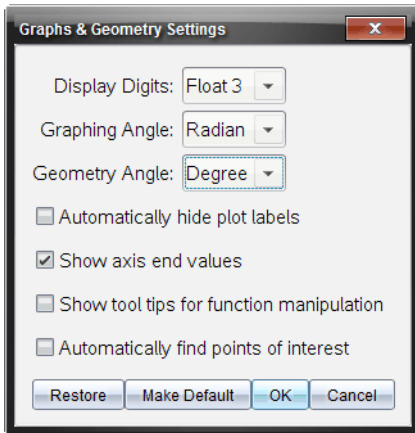 Graphs & Geometry Settings
Display Digits: Float 3
Graphing Angle: Radian
Geometry Angle: Degree
Automatically hide plot labels
Show axis end values
Show tool tips for function manipulation
Automatically find points of interest
Restore Make Default OK Cancel